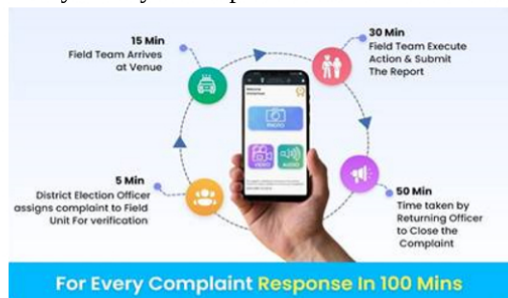 15 Min
Field Team Arrives
at Venue
30 Min
Field Team Execute
Action & Submit
The Report
PHOTO
VIDEO
AUDIO
5 Min
District Election Officer
assigns complaint to Field
Unit For verification
50 Min
Time taken by
Returning Officer
to Close the
Complaint
For Every Complaint Response In 100 Mins